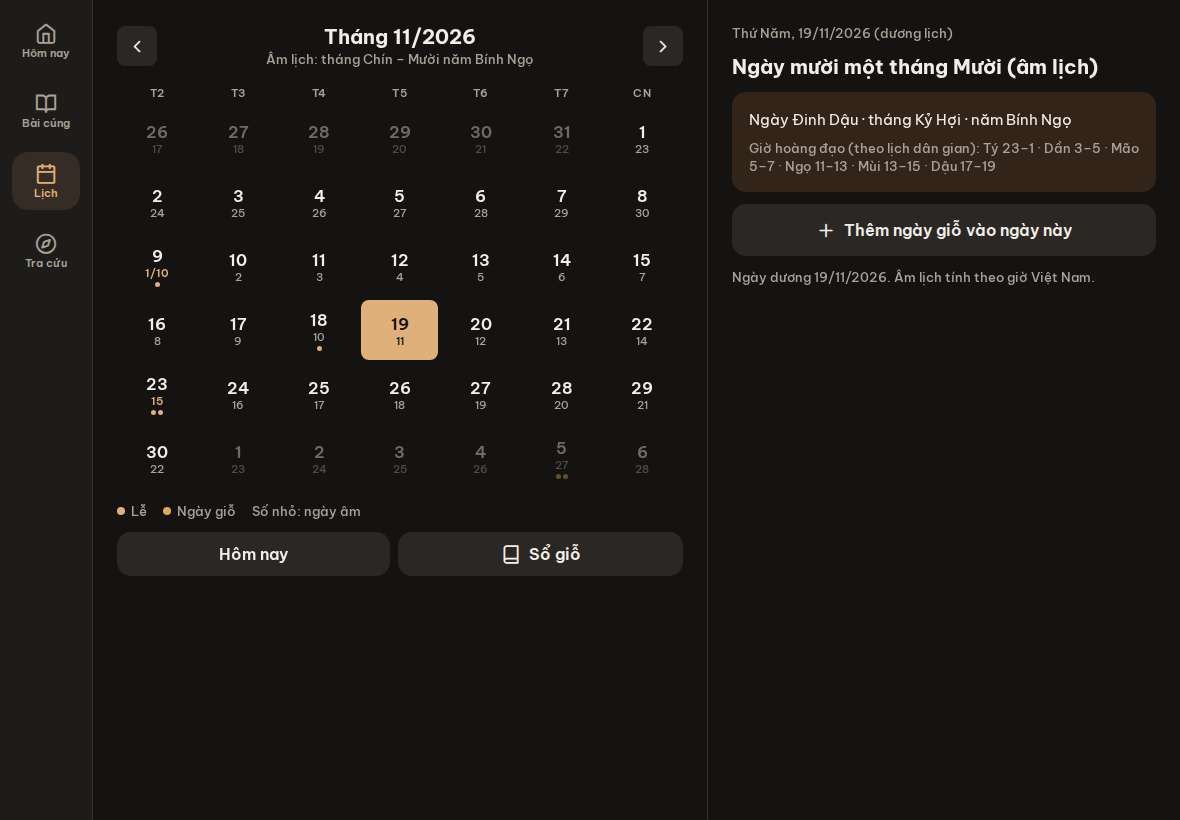 Hôm nay
Bài cúng
Lịch
Tra cứu
Tháng 11/2026
Âm lịch: tháng Chín – Mười năm Bính Ngọ
T2 T3 T4 T5 T6 T7 CN
26 27 28 29 30 31 1
17 18 19 20 21 22 23
2 3 4 5 6 7 8
24 25 26 27 28 29 30
9 10 11 12 13 14 15
1/10 2 3 4 5 6 7
16 17 18 19 20 21 22
8 9 10 11 12 13 14
23 24 25 26 27 28 29
15 16 17 18 19 20 21
30 1 2 3 4 5 6
22 23 24 25 26 27 28
Lễ Ngày giỗ Số nhỏ: ngày âm
Hôm nay Sổ giỗ
Thứ Năm, 19/11/2026 (dương lịch)
Ngày mười một tháng Mười (âm lịch)
Ngày Đinh Dậu · tháng Kỷ Hợi · năm Bính Ngọ
Giờ hoàng đạo (theo lịch dân gian): Tý 23–1 · Dần 3–5 · Mão
5–7 · Ngọ 11–13 · Mùi 13–15 · Dậu 17–19
Thêm ngày giỗ vào ngày này
Ngày dương 19/11/2026. Âm lịch tính theo giờ Việt Nam.